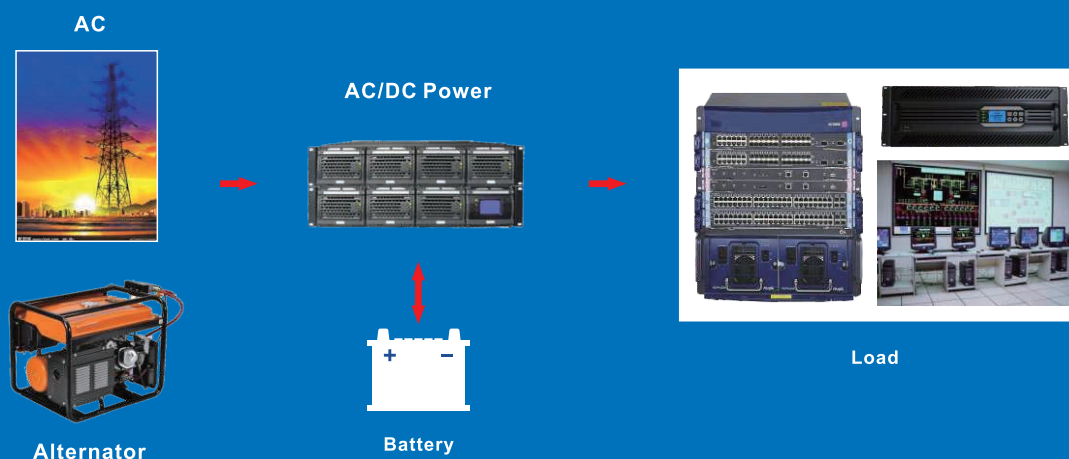 AC
AC/DC Power
+ −
Load
Battery
Alternator